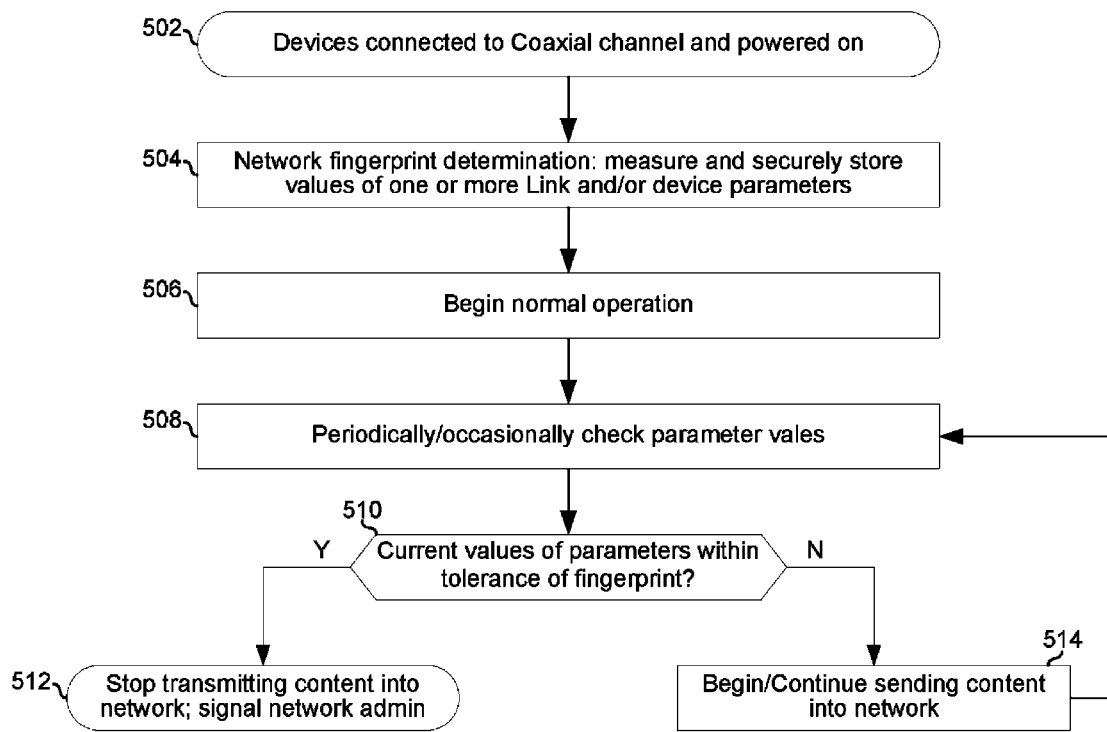 502
Devices connected to Coaxial channel and powered on
504
Network fingerprint determination: measure and securely store
values of one or more Link and/or device parameters
506
Begin normal operation
508
Periodically/occasionally check parameter vales
510
Y
Current values of parameters within
tolerance of fingerprint?
N
512
Stop transmitting content into
network; signal network admin
514
Begin/Continue sending content
into network